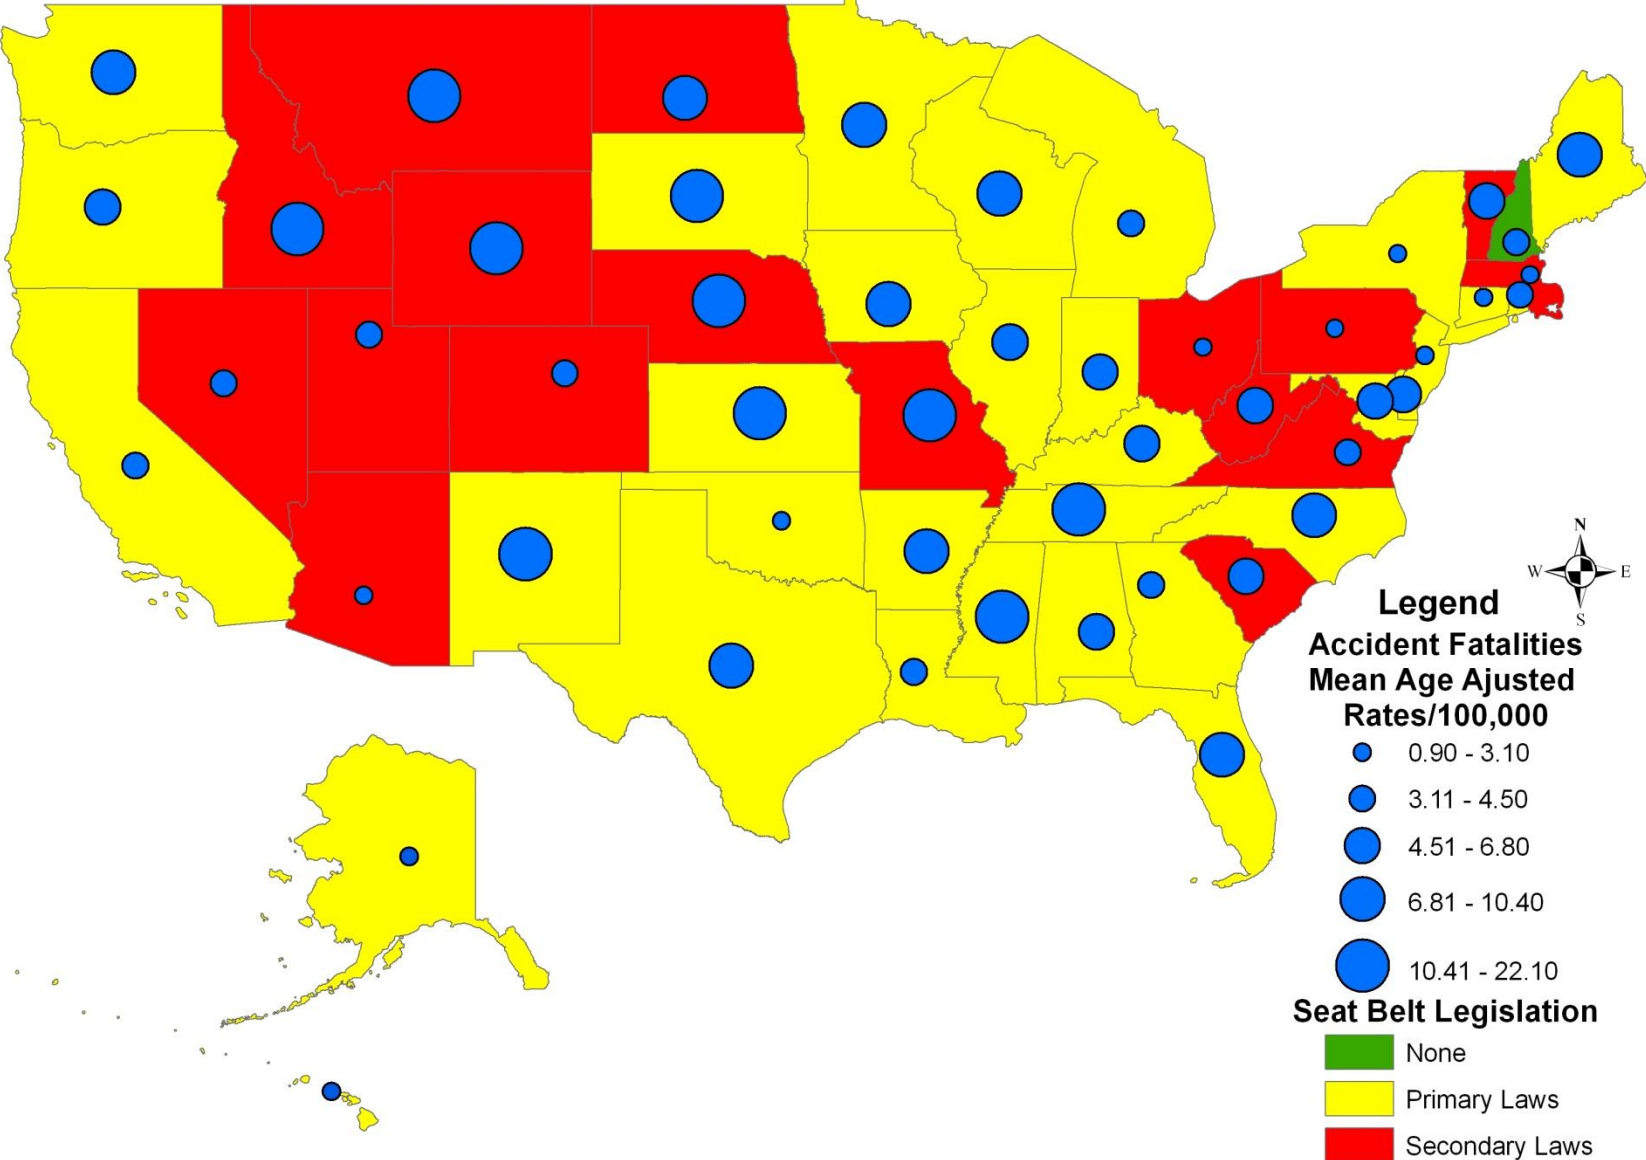 N
W E
S
Legend
Accident Fatalities
Mean Age Ajusted
Rates/100,000
0.90 - 3.10
3.11 - 4.50
4.51 - 6.80
6.81 - 10.40
10.41 - 22.10
Seat Belt Legislation
None
Primary Laws
Secondary Laws